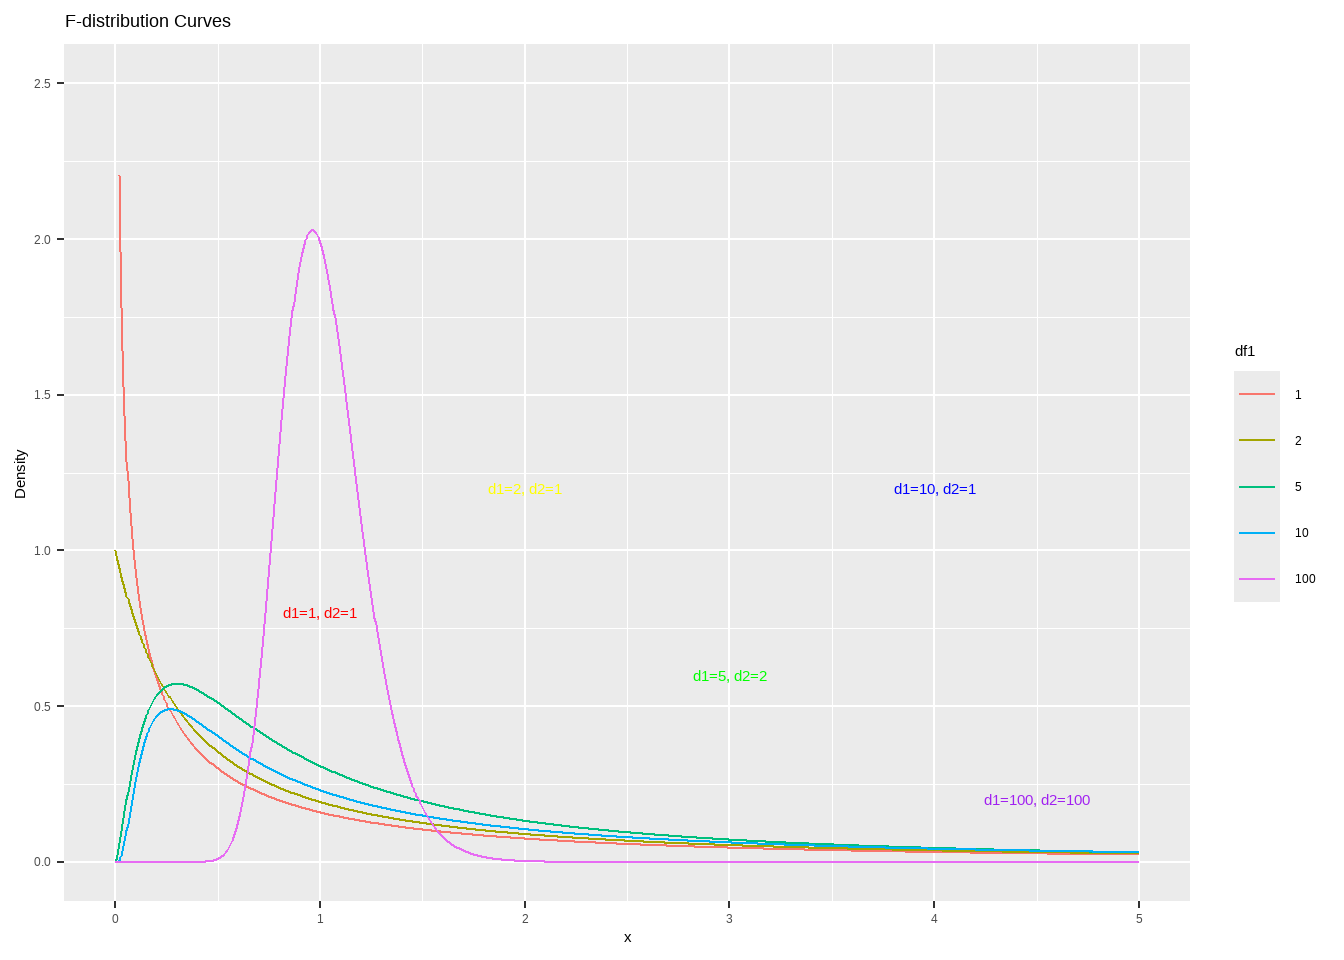 F-distribution Curves
2.5
2.0
1.5
1.0
0.5
0.0
Density
d1=2, d2=1
d1=10, d2=1
d1=1, d2=1
d1=5, d2=2
d1=100, d2=100
0 1 2 3 4 5
x
df1
1
2
5
10
100